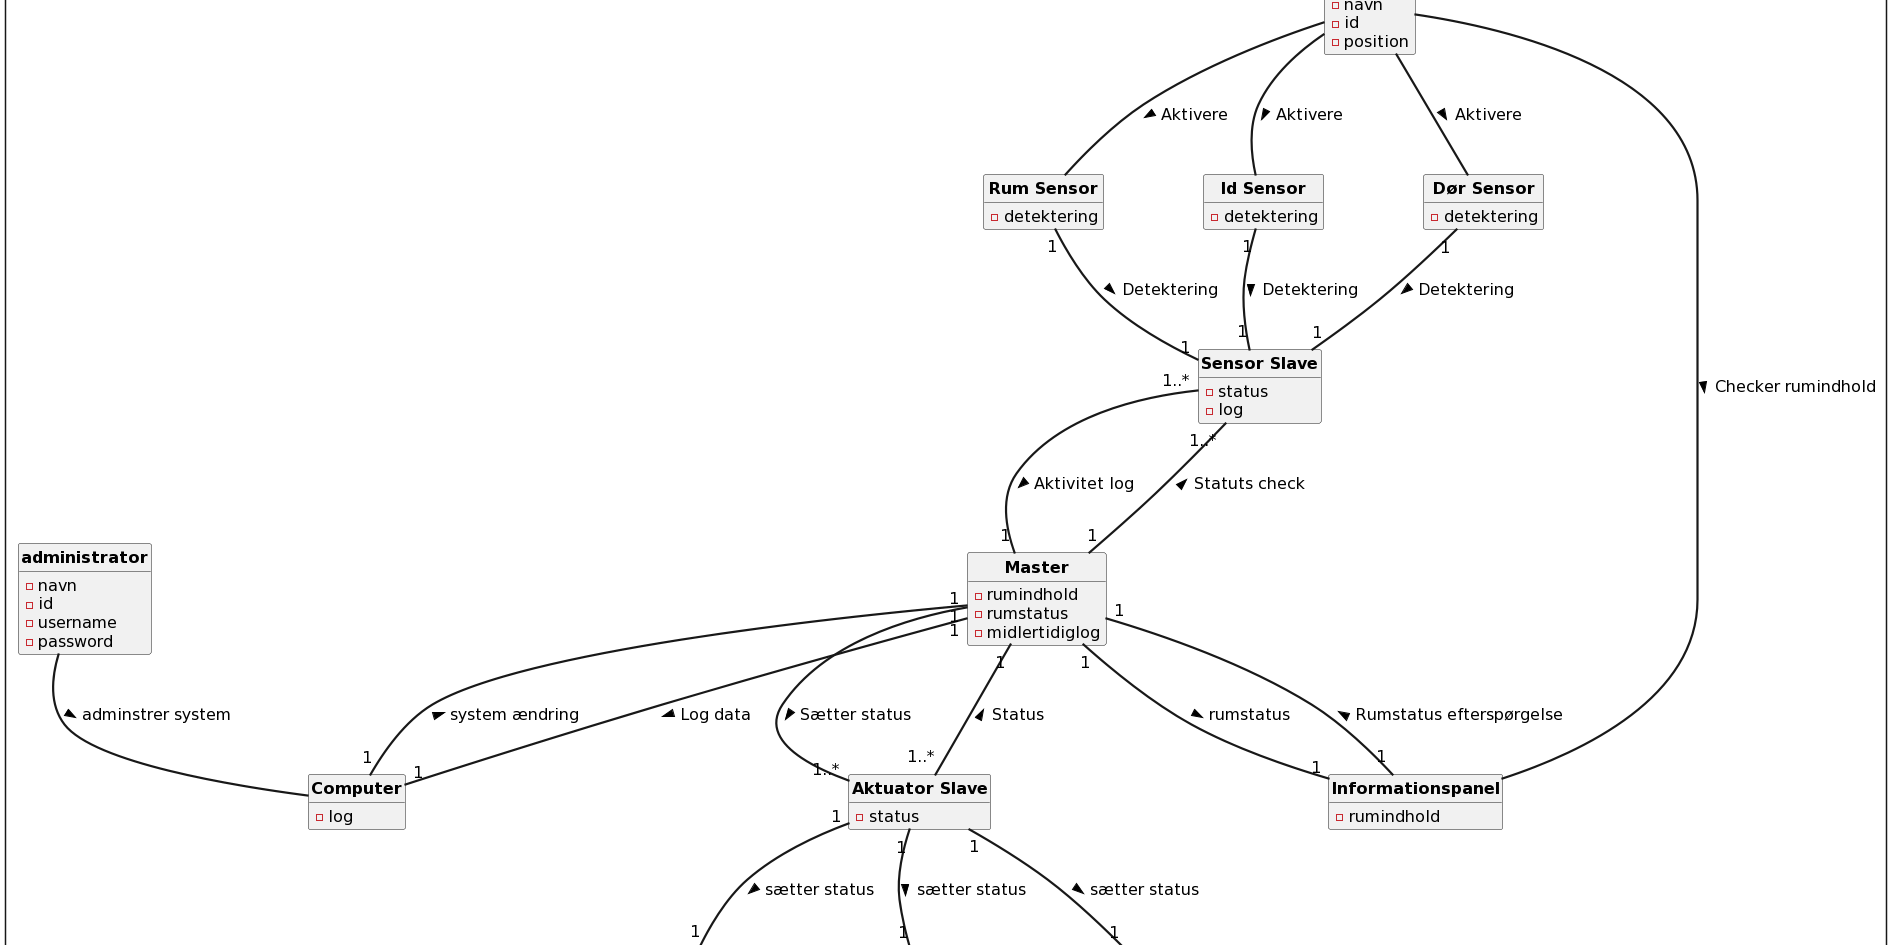 navn
id
position
Aktivere
Aktivere
Aktivere
Rum Sensor
detektering
Id Sensor
detektering
Dør Sensor
detektering
1
1
1
Detektering
Detektering
Detektering
1
1
1
Sensor Slave
status
log
1..*
1..*
Checker rumindhold
Aktivitet log
Statuts check
1
1
administrator
navn
id
username
password
Master
rumindhold
rumstatus
midlertidiglog
1
1
1
1
1
1
adminstrer system
system ændring
Log data
Sætter status
Status
rumstatus
Rumstatus efterspørgelse
1
1
1..*
1..*
1
1
Computer
log
Aktuator Slave
status
Informationspanel
rumindhold
1
1
1
sætter status
sætter status
sætter status
1
1
1